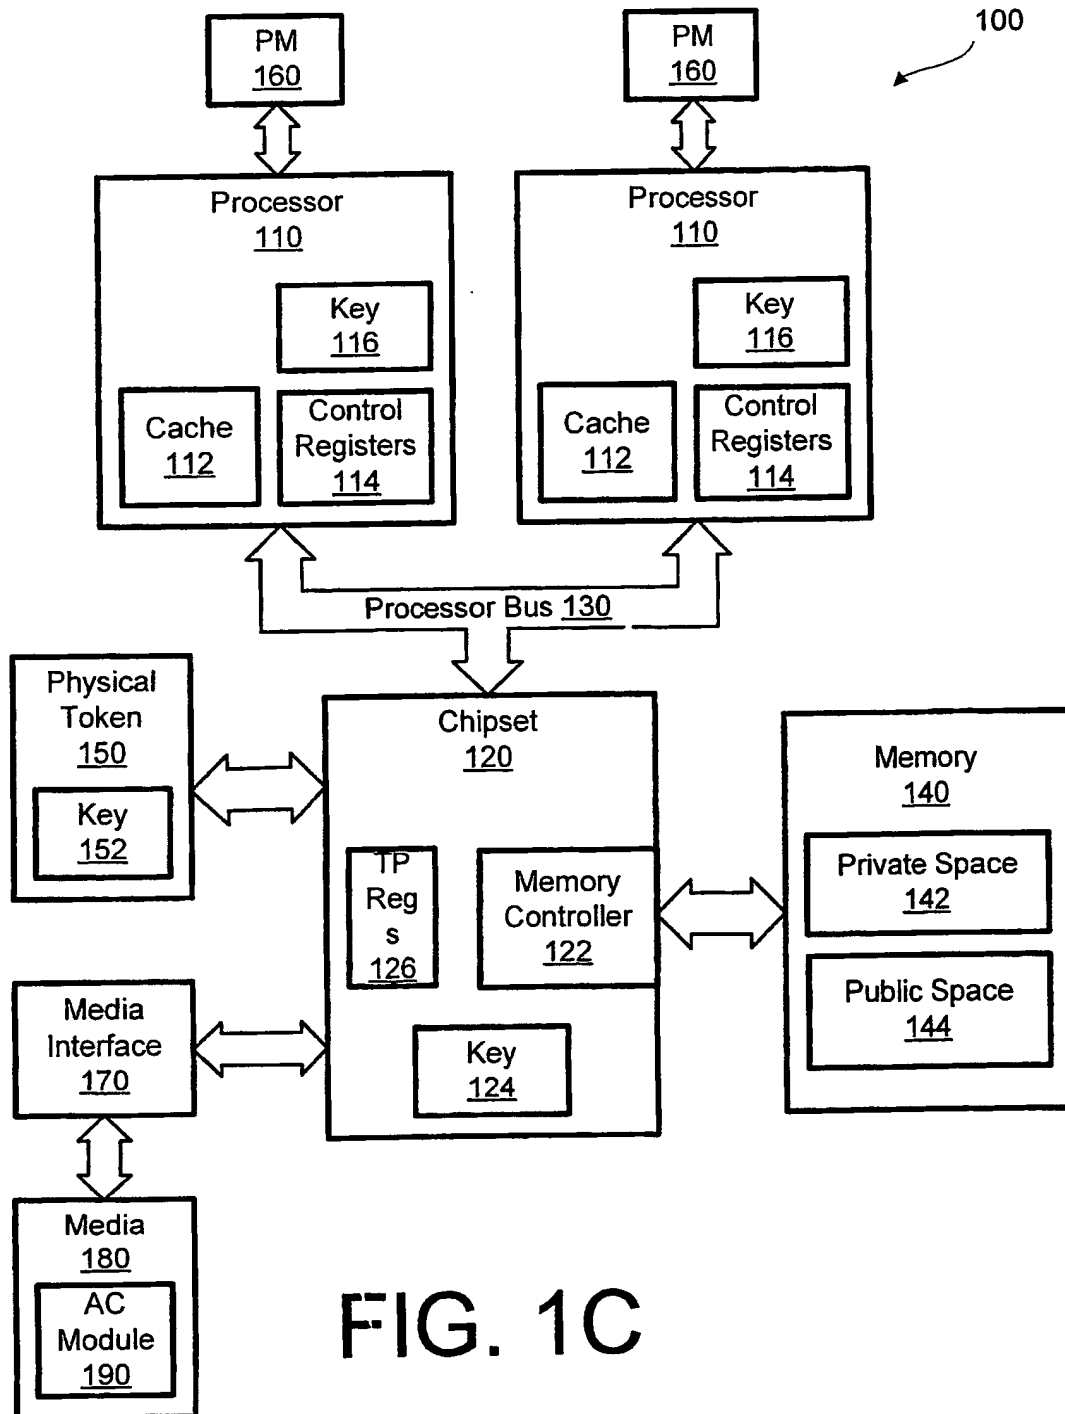 100
PM
160
PM
160
Processor
110
Key
116
Cache
112
Control
Registers
114
Processor
110
Key
116
Cache
112
Control
Registers
114
Processor Bus 130
Physical
Token
150
Key
152
Chipset
120
TP
Reg
s
126
Memory
Controller
122
Key
124
Memory
140
Private Space
142
Public Space
144
Media
Interface
170
Media
180
AC
Module
190
FIG. 1C